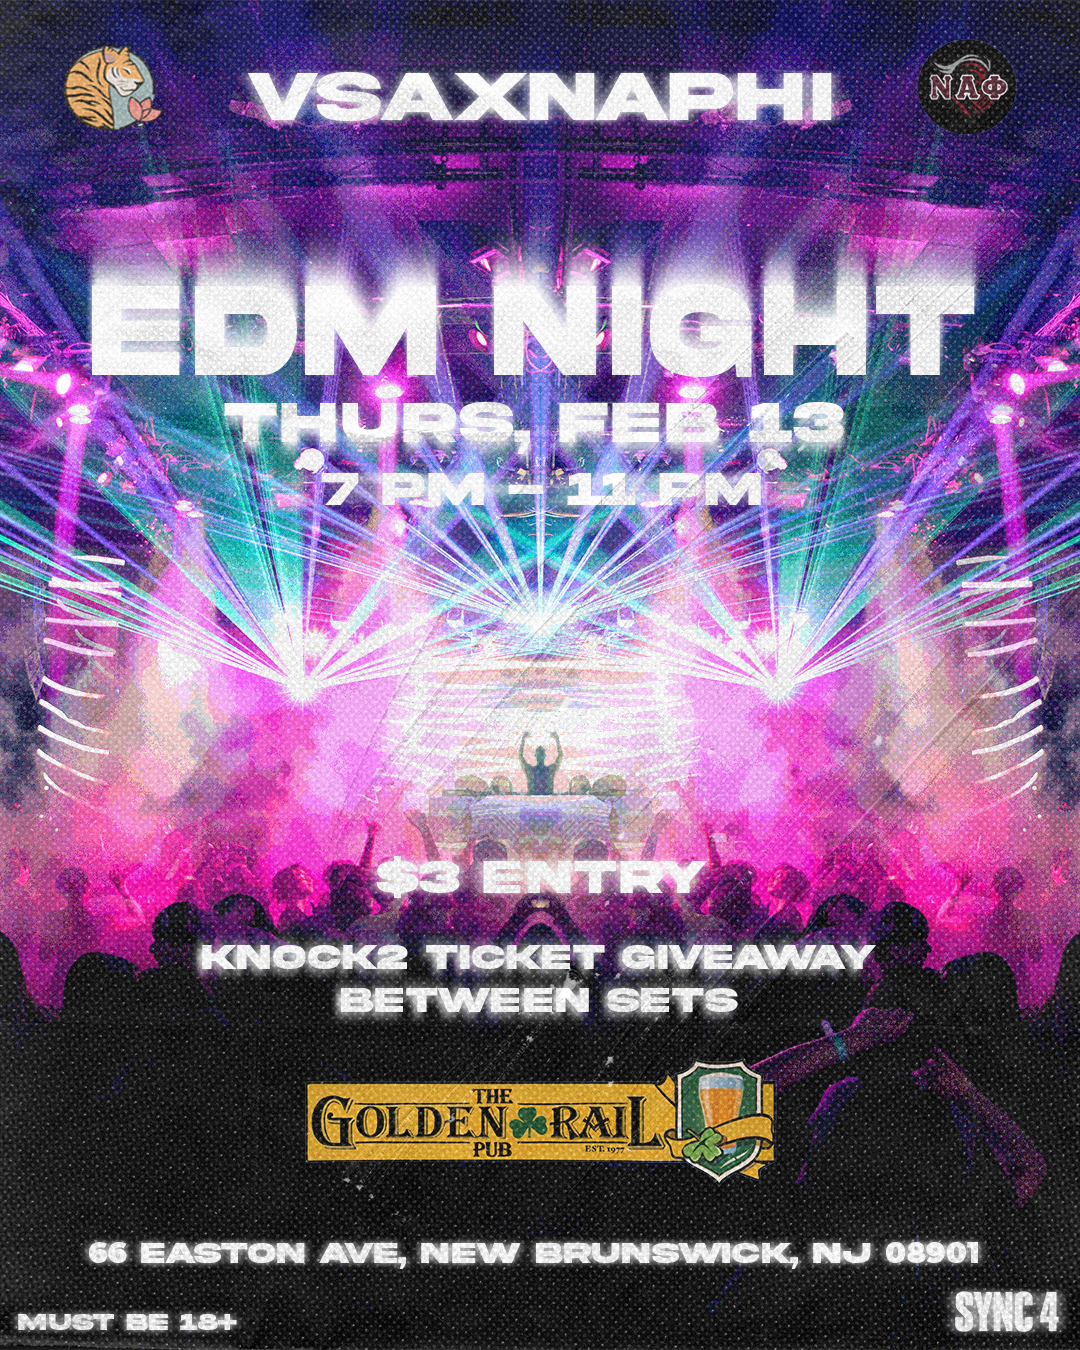 VSAXNAPHI
ΝΑΦ
EDM NIGHT
THURS, FEB 13
7 PM - 11 PM
$3 ENTRY
KNOCK2 TICKET GIVEAWAY
BETWEEN SETS
THE
GOLDEN RAIL
PUB
EST. 1977
66 EASTON AVE, NEW BRUNSWICK, NJ 08901
MUST BE 18+
SYNC 4